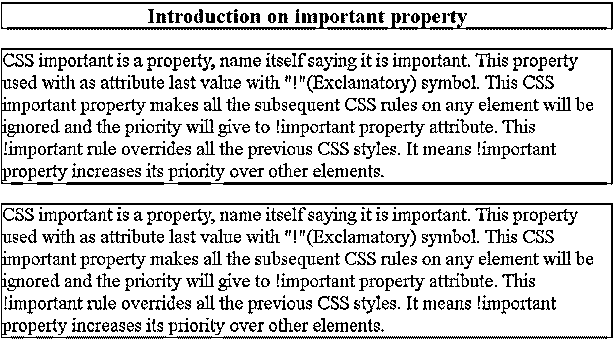 Introduction on important property
CSS important is a property, name itself saying it is important. This property
used with as attribute last value with "!"(Exclamatory) symbol. This CSS
important property makes all the subsequent CSS rules on any element will be
ignored and the priority will give to !important property attribute. This
!important rule overrides all the previous CSS styles. It means !important
property increases its priority over other elements.
CSS important is a property, name itself saying it is important. This property
used with as attribute last value with "!"(Exclamatory) symbol. This CSS
important property makes all the subsequent CSS rules on any element will be
ignored and the priority will give to !important property attribute. This
!important rule overrides all the previous CSS styles. It means !important
property increases its priority over other elements.